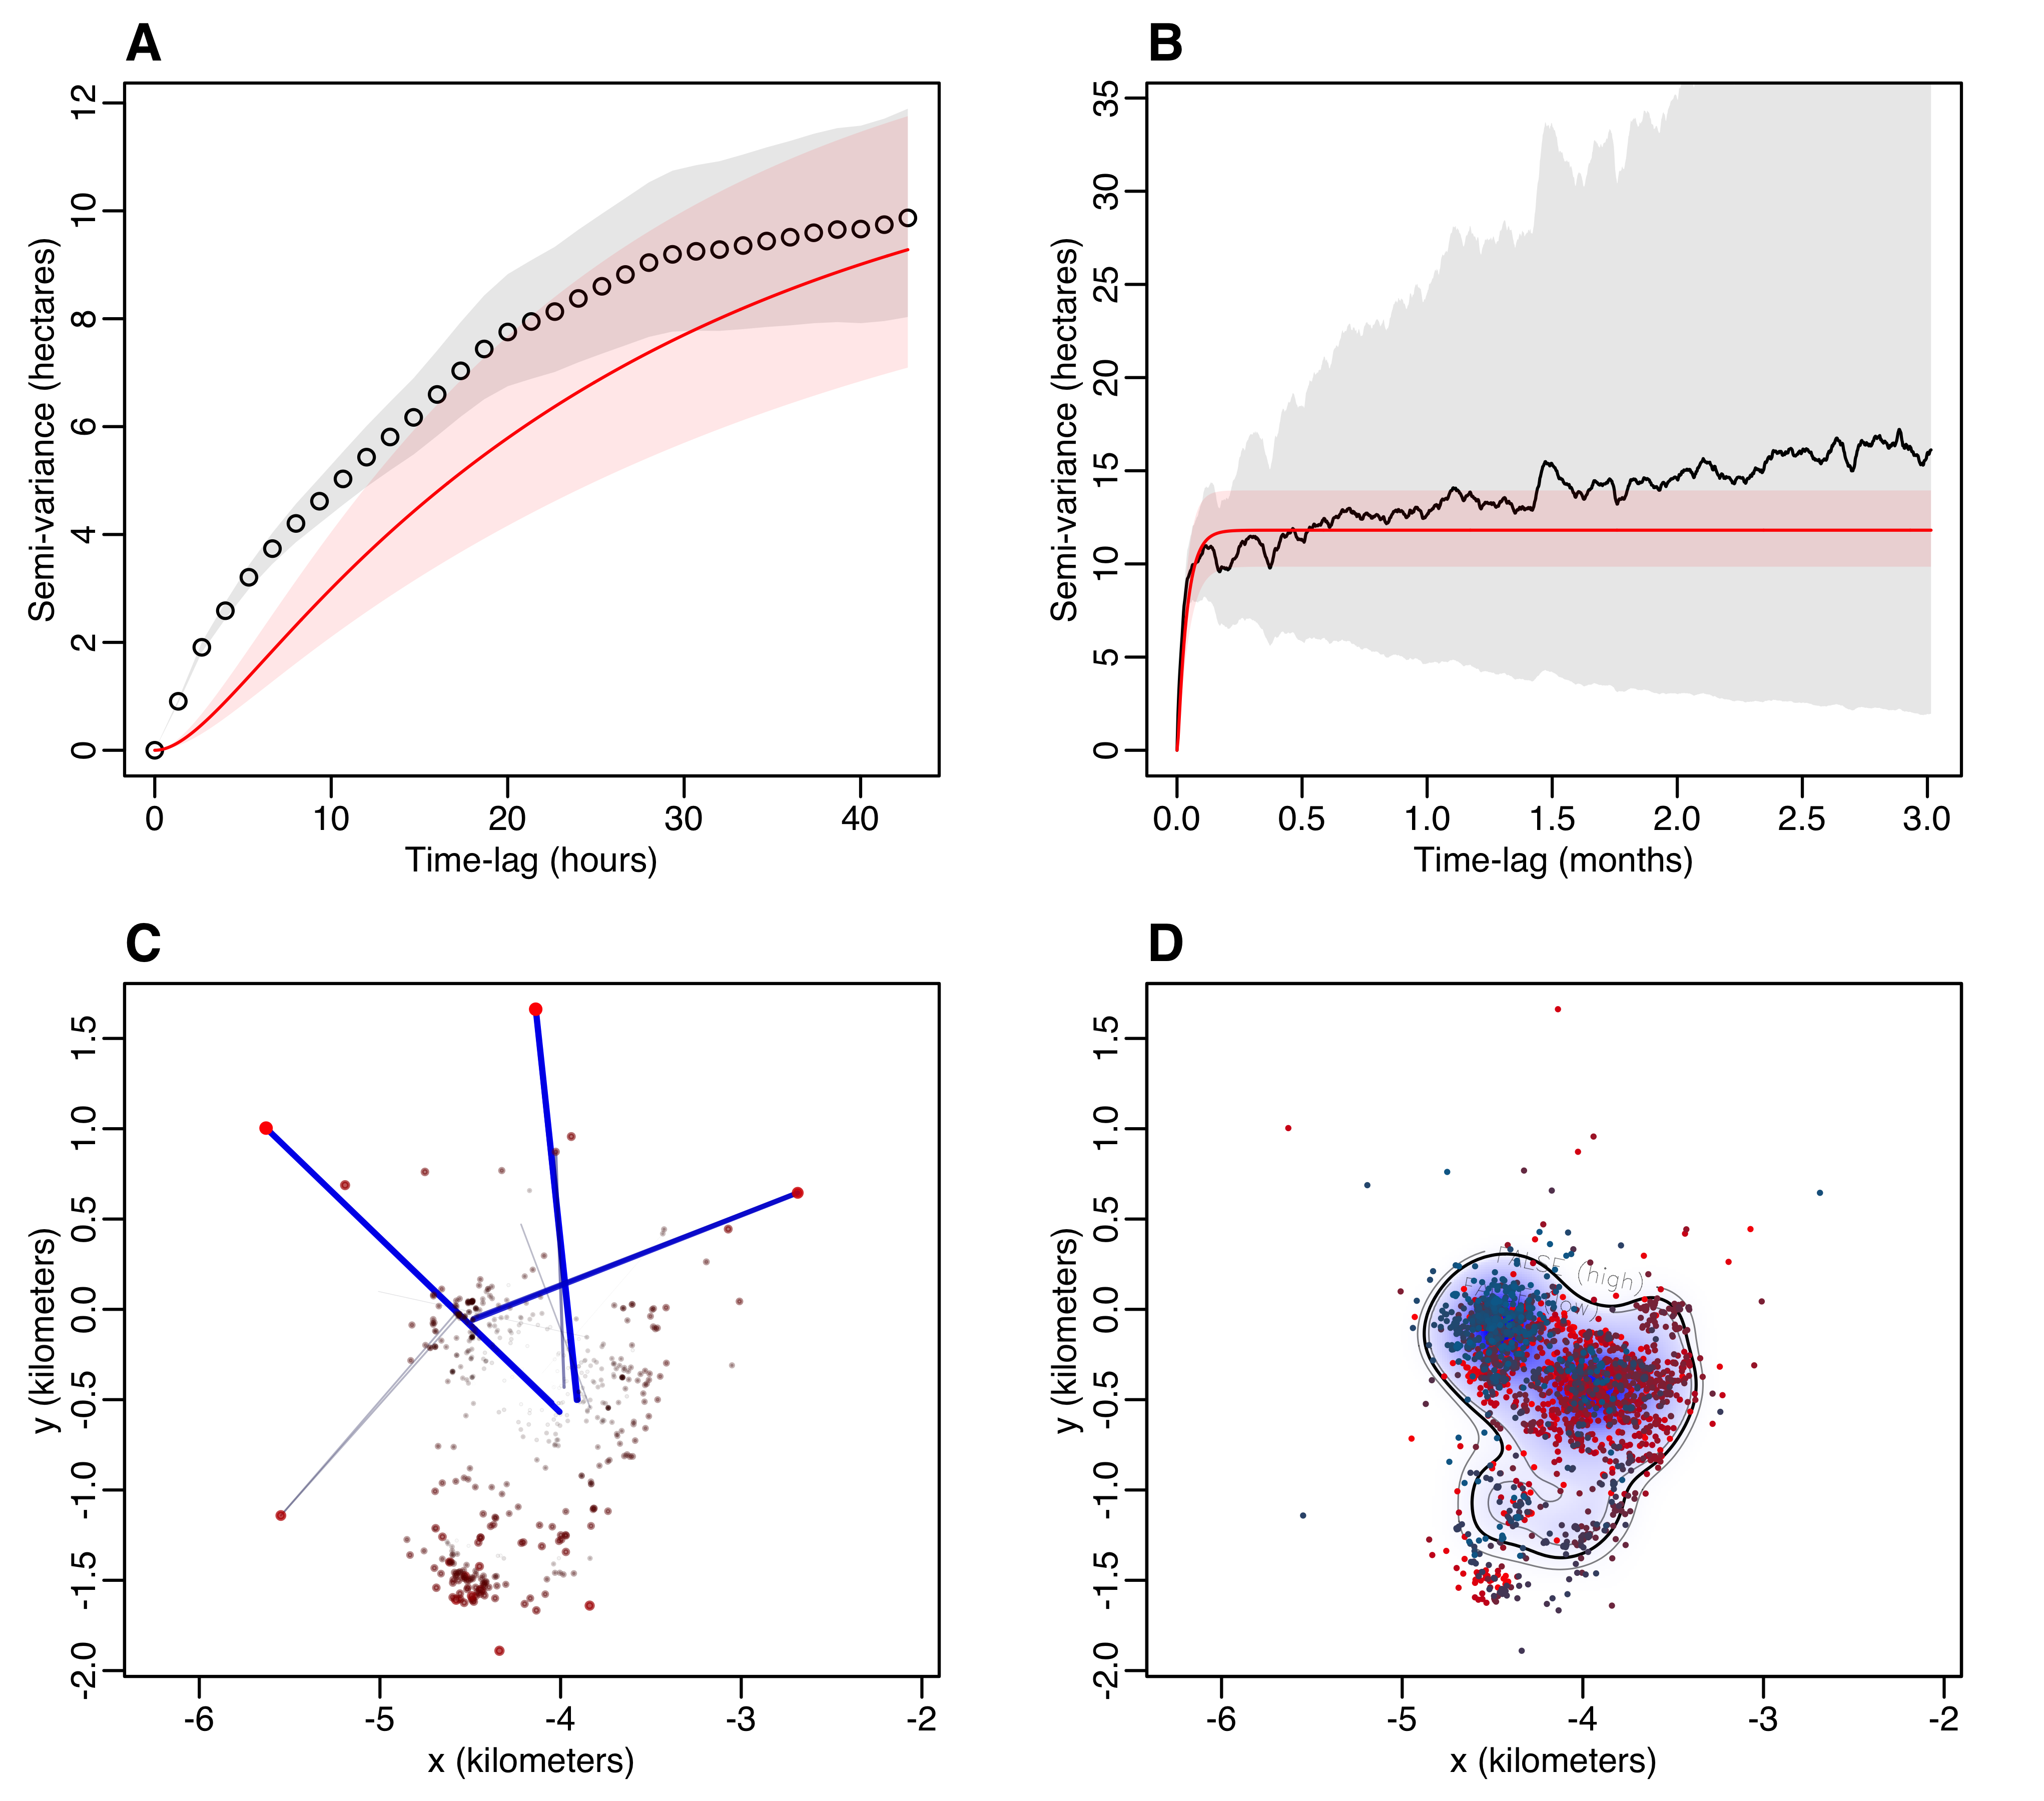 A
12
10
8
6
4
2
0
Semi-variance (hectares)
0 10 20 30 40
Time-lag (hours)
B
35
30
25
20
15
10
5
0
Semi-variance (hectares)
0.0 0.5 1.0 1.5 2.0 2.5 3.0
Time-lag (months)
C
1.5
1.0
0.5
0.0
-0.5
-1.0
-1.5
-2.0
y (kilometers)
-6 -5 -4 -3 -2
x (kilometers)
D
1.5
1.0
0.5
0.0
-0.5
-1.0
-1.5
-2.0
y (kilometers)
FALSE (high)
-6 -5 -4 -3 -2
x (kilometers)